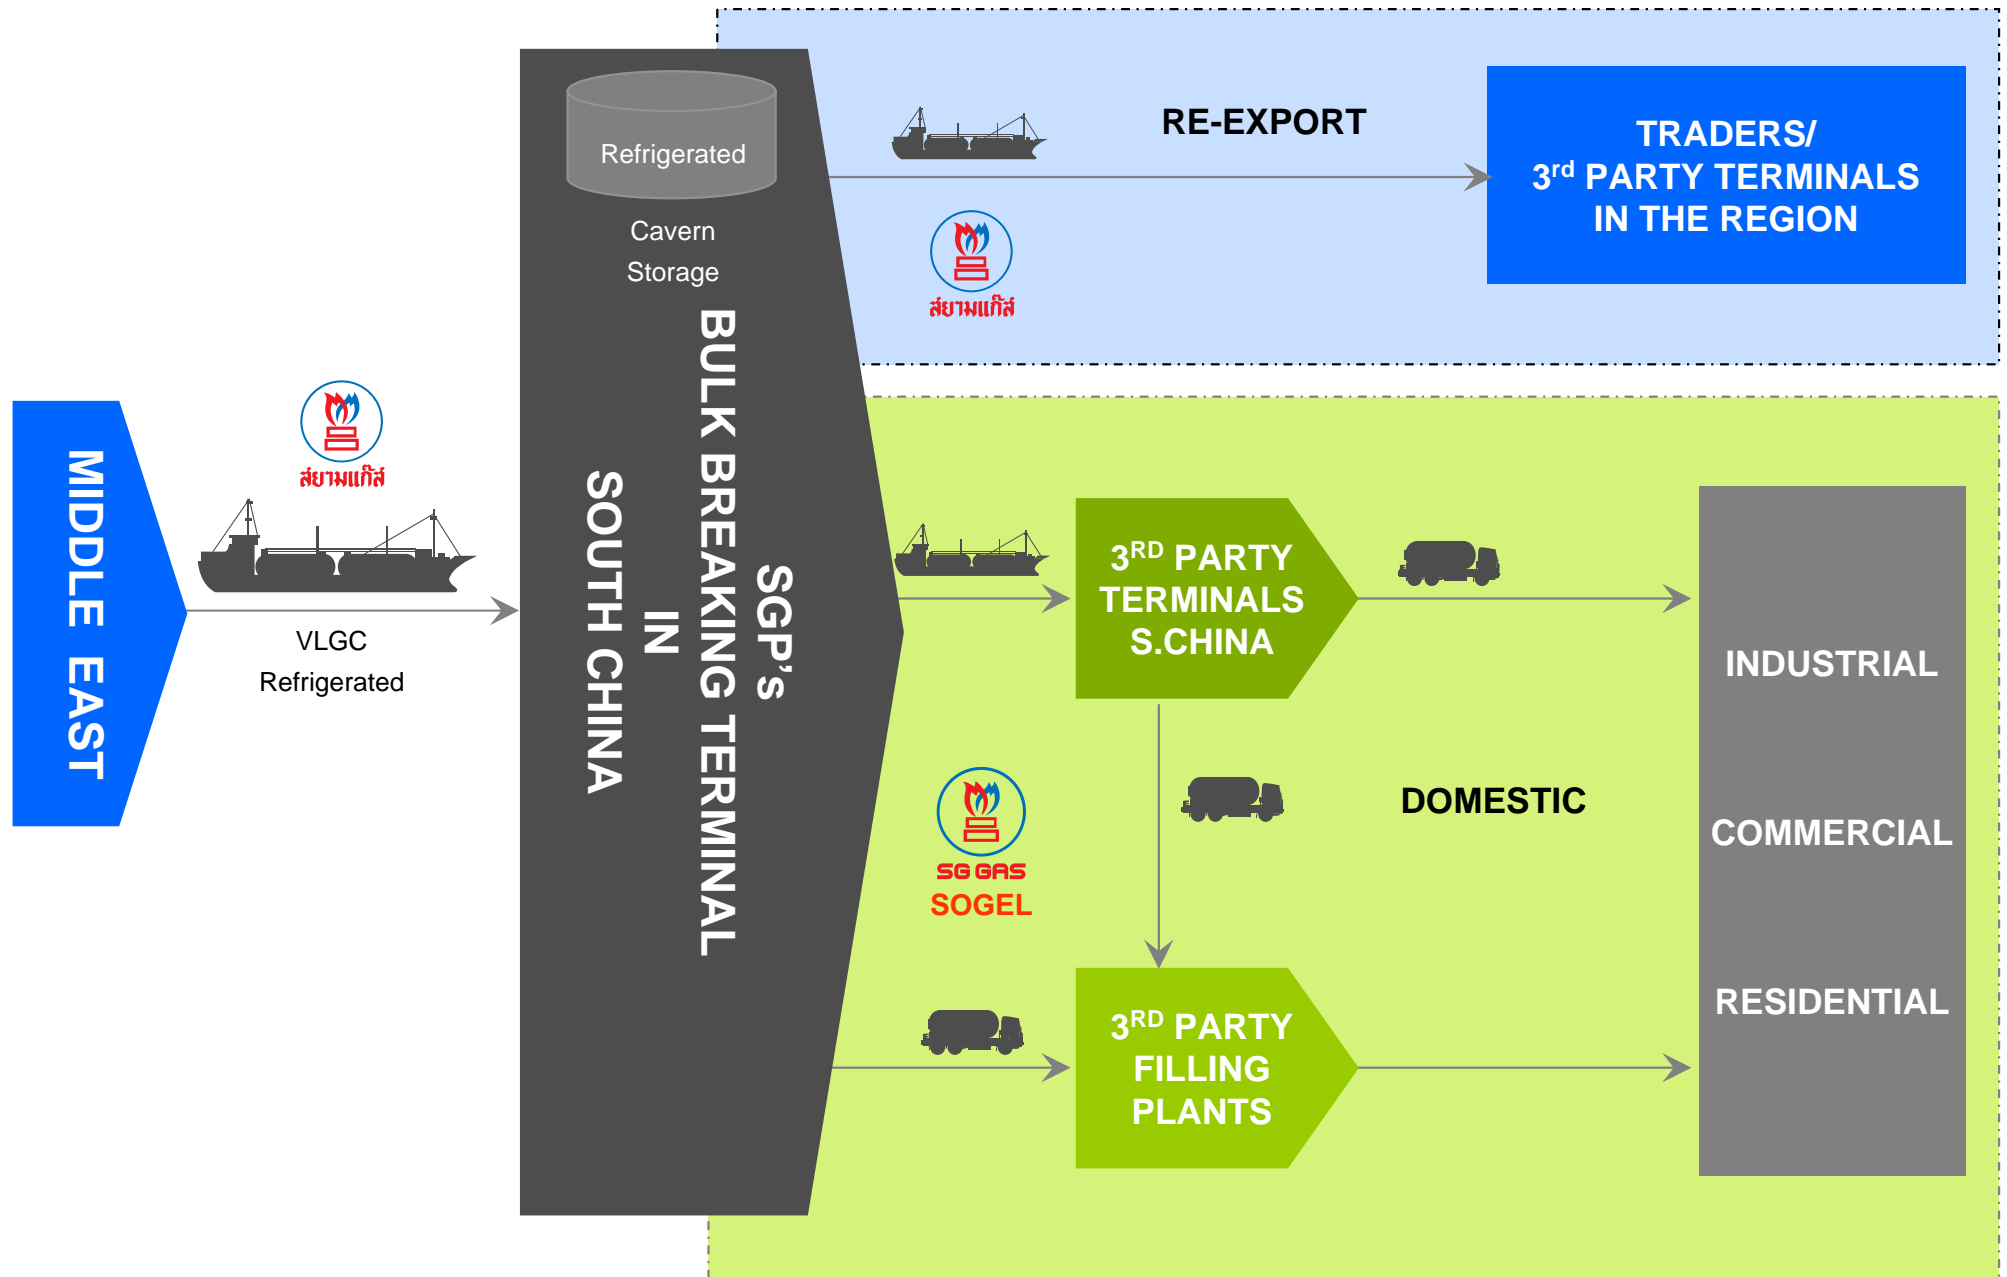 MIDDLE EAST
สยามแก๊ส
VLGC
Refrigerated
Refrigerated
Cavern
Storage
SGP's
BULK BREAKING TERMINAL
IN
SOUTH CHINA
RE-EXPORT
สยามแก๊ส
TRADERS/
3rd PARTY TERMINALS
IN THE REGION
3RD PARTY
TERMINALS
S.CHINA
SG GAS
SOGEL
DOMESTIC
3RD PARTY
FILLING
PLANTS
INDUSTRIAL
COMMERCIAL
RESIDENTIAL